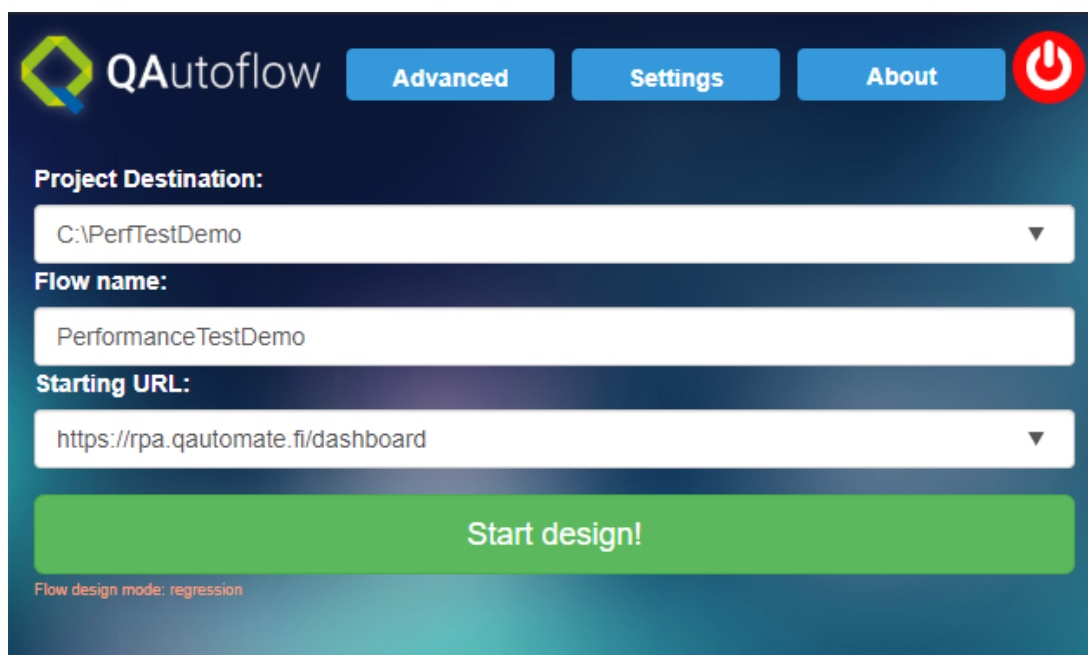 QAutoflow
Advanced
Settings
About
Project Destination:
C:\PerfTestDemo
Flow name:
PerformanceTestDemo
Starting URL:
https://rpa.qautomate.fi/dashboard
Start design!
Flow design mode: regression